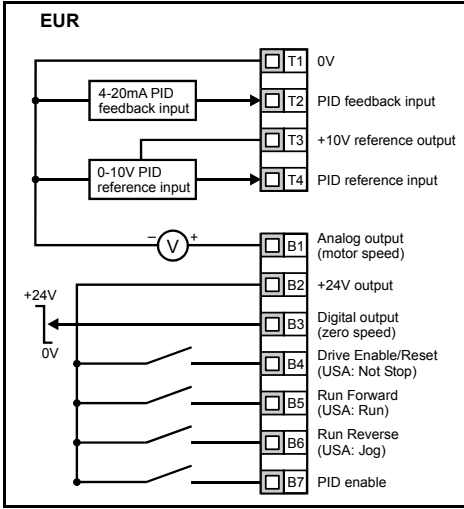 EUR
T1 0V
4-20mA PID
feedback input
T2 PID feedback input
T3 +10V reference output
0-10V PID
reference input
T4 PID reference input
− V +
B1 Analog output
(motor speed)
B2 +24V output
+24V
0V
B3 Digital output
(zero speed)
B4 Drive Enable/Reset
(USA: Not Stop)
B5 Run Forward
(USA: Run)
B6 Run Reverse
(USA: Jog)
B7 PID enable